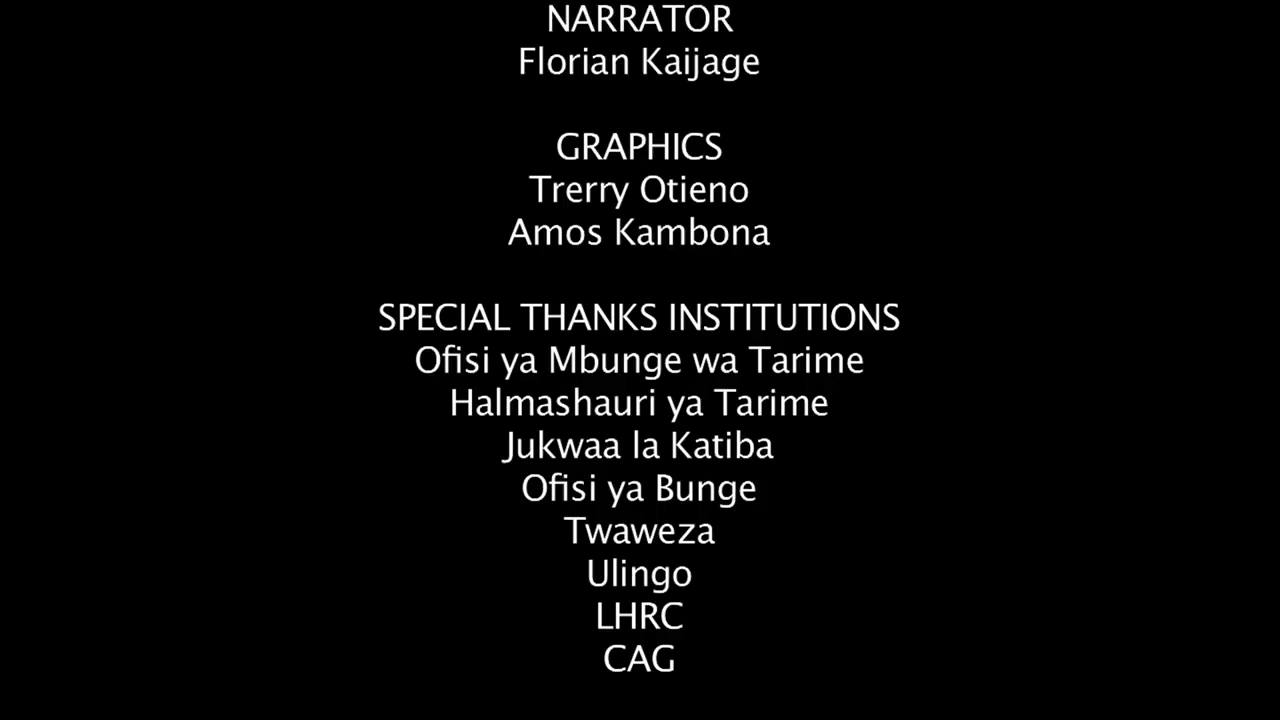 NARRATOR
Florian Kaijage
GRAPHICS
Trerry Otieno
Amos Kambona
SPECIAL THANKS INSTITUTIONS
Ofisi ya Mbunge wa Tarime
Halmashauri ya Tarime
Jukwaa la Katiba
Ofisi ya Bunge
Twaweza
Ulingo
LHRC
CAG